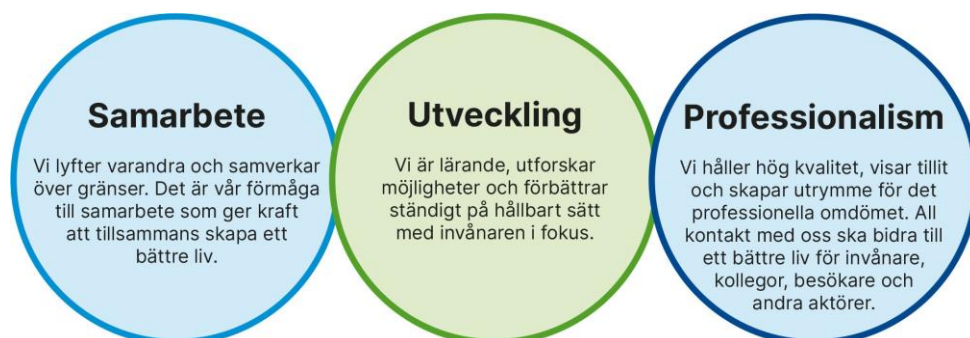 Samarbete
Vi lyfter varandra och samverkar
över gränser. Det är vår förmåga
till samarbete som ger kraft
att tillsammans skapa ett
bättre liv.
Utveckling
Vi är lärande, utforskar
möjligheter och förbättrar
ständigt på hållbart sätt
med invånaren i fokus.
Professionalism
Vi håller hög kvalitet, visar tillit
och skapar utrymme för det
professionella omdömet. All
kontakt med oss ska bidra till
ett bättre liv för invånare,
kollegor, besökare och
andra aktörer.